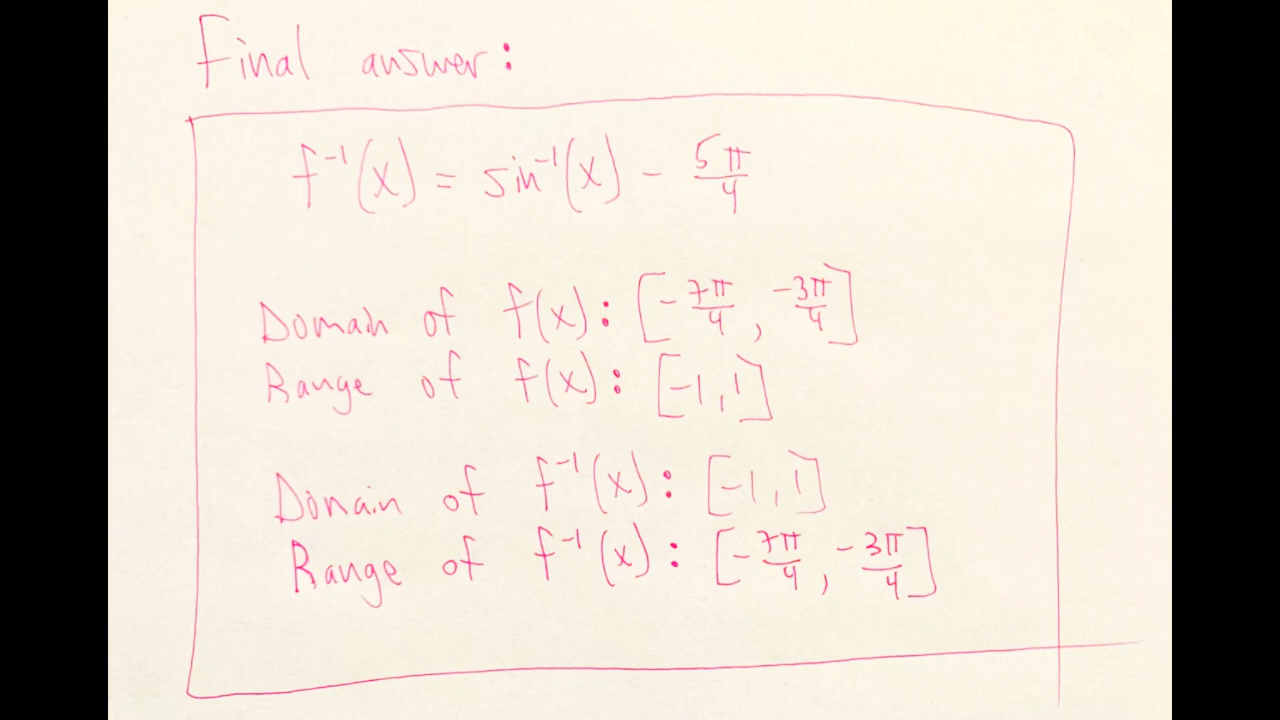 Final answer:
f⁻¹(x) = sin⁻¹(x) - 5π/4
Domain of f(x): [-7π/4, -3π/4]
Range of f(x): [-1, 1]
Domain of f⁻¹(x): [-1, 1]
Range of f⁻¹(x): [-7π/4, -3π/4]